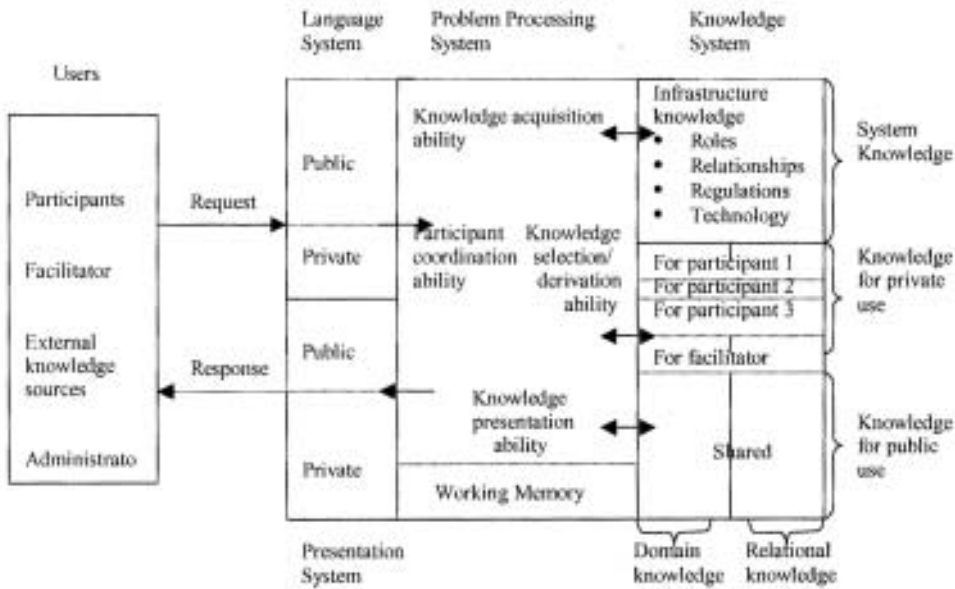 Language
System
Problem Processing
System
Knowledge
System
Users
Participants
Facilitator
External
knowledge
sources
Administrato
Request
Response
Public
Private
Public
Private
Knowledge acquisition
ability
Participant
coordination
ability
Knowledge
selection/
derivation
ability
Knowledge
presentation
ability
Working Memory
Infrastructure
knowledge
• Roles
• Relationships
• Regulations
• Technology
For participant 1
For participant 2
For participant 3
For facilitator
Shared
System
Knowledge
Knowledge
for private
use
Knowledge
for public
use
Presentation
System
Domain
knowledge
Relational
knowledge